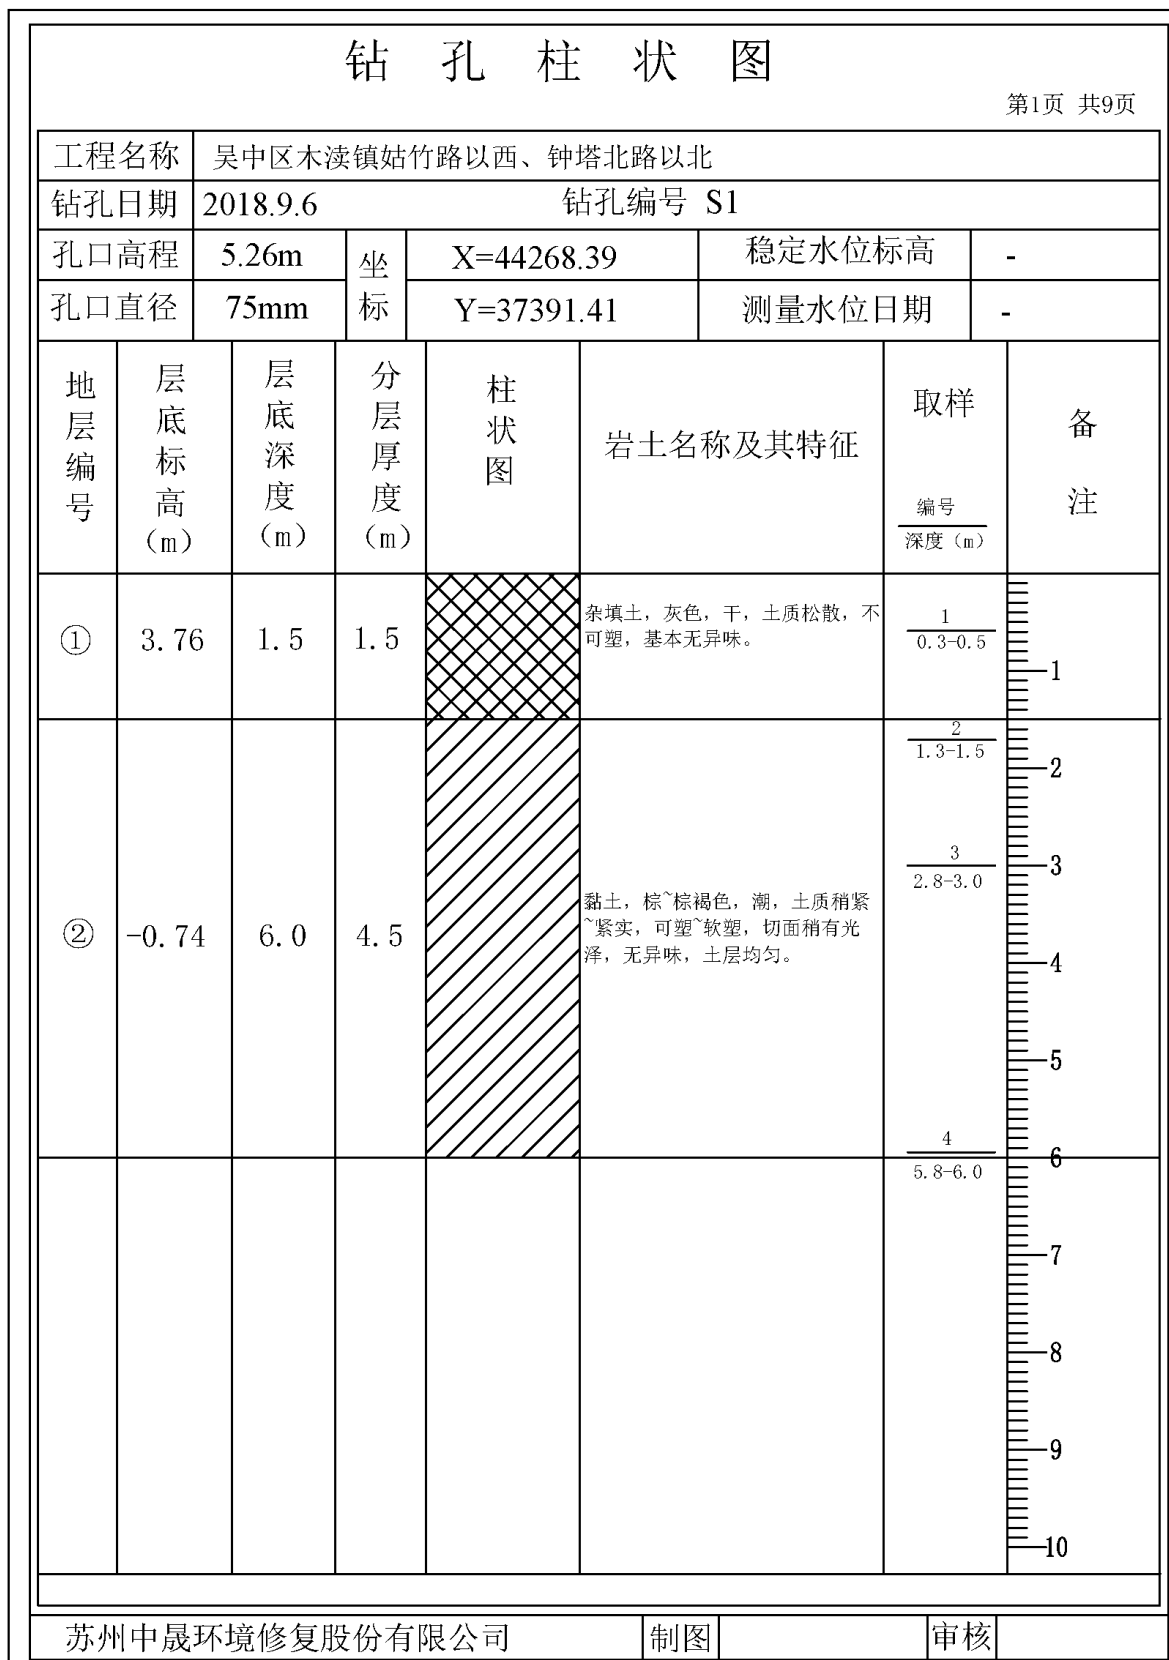 钻孔柱状图
第1页 共9页
工程名称 吴中区木渎镇姑竹路以西、钟塔北路以北
钻孔日期 2018.9.6 钻孔编号 S1
孔口高程 5.26m 坐标 X=44268.39 稳定水位标高 -
孔口直径 75mm Y=37391.41 测量水位日期 -
地层编号 层底标高(m) 层底深度(m) 分层厚度(m) 柱状图 岩土名称及其特征 取样 备注
编号
深度(m)
① 3.76 1.5 1.5
杂填土，灰色，干，土质松散，不
可塑，基本无异味。
1
0.3-0.5
1
2
1.3-1.5
2
3
2.8-3.0
3
② -0.74 6.0 4.5
黏土，棕~棕褐色，潮，土质稍紧
~紧实，可塑~软塑，切面稍有光
泽，无异味，土层均匀。
4
5
4
5.8-6.0
6
7
8
9
10
苏州中晟环境修复股份有限公司 制图 审核